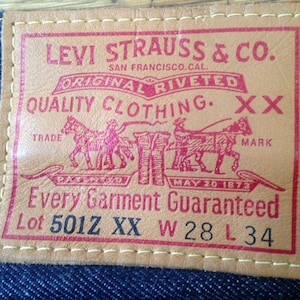 LEVI STRAUSS & CO.
SAN FRANCISCO.CAL.
ORIGINAL RIVETED
QUALITY CLOTHING. XX
TRADE MARK
PATENTED MAY 20 1873
Every Garment Guaranteed
Lot 501Z XX W 28 L 34